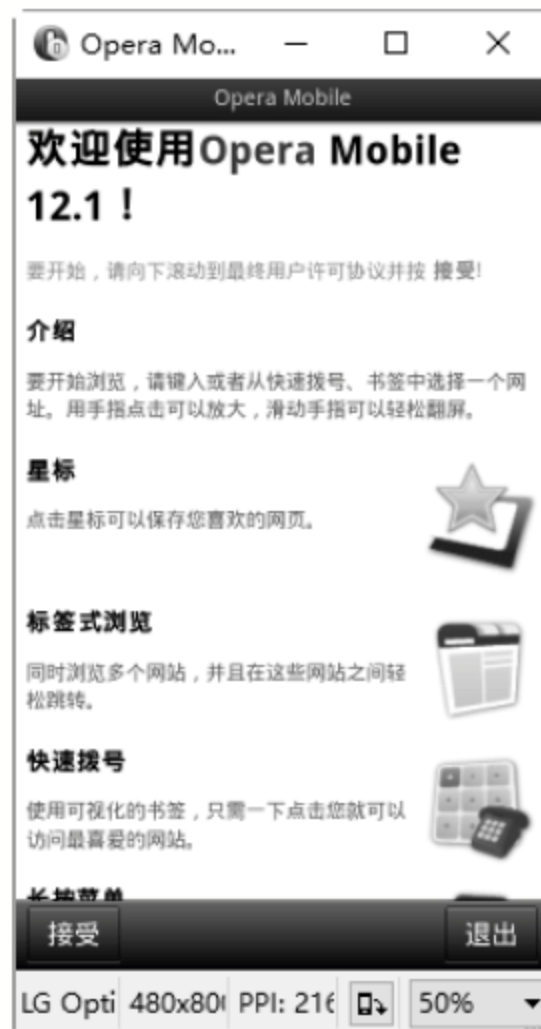 Opera Mo...
Opera Mobile
欢迎使用Opera Mobile
12.1！
要开始，请向下滚动到最终用户许可协议并按 接受!
介绍
要开始浏览，请键入或者从快速拨号、书签中选择一个网
址。用手指点击可以放大，滑动手指可以轻松翻屏。
星标
点击星标可以保存您喜欢的网页。
标签式浏览
同时浏览多个网站，并且在这些网站之间轻
松跳转。
快速拨号
使用可视化的书签，只需一下点击您就可以
访问最喜爱的网站。
长按菜单
接受 退出
LG Opti 480x80 PPI: 216 50%